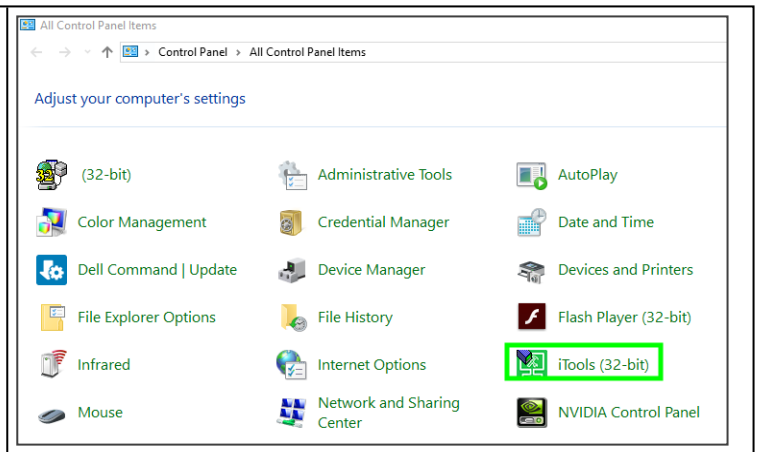 All Control Panel Items
Control Panel > All Control Panel Items
Adjust your computer's settings
(32-bit) Administrative Tools AutoPlay
Color Management Credential Manager Date and Time
Dell Command | Update Device Manager Devices and Printers
File Explorer Options File History Flash Player (32-bit)
Infrared Internet Options iTools (32-bit)
Mouse Network and Sharing Center NVIDIA Control Panel